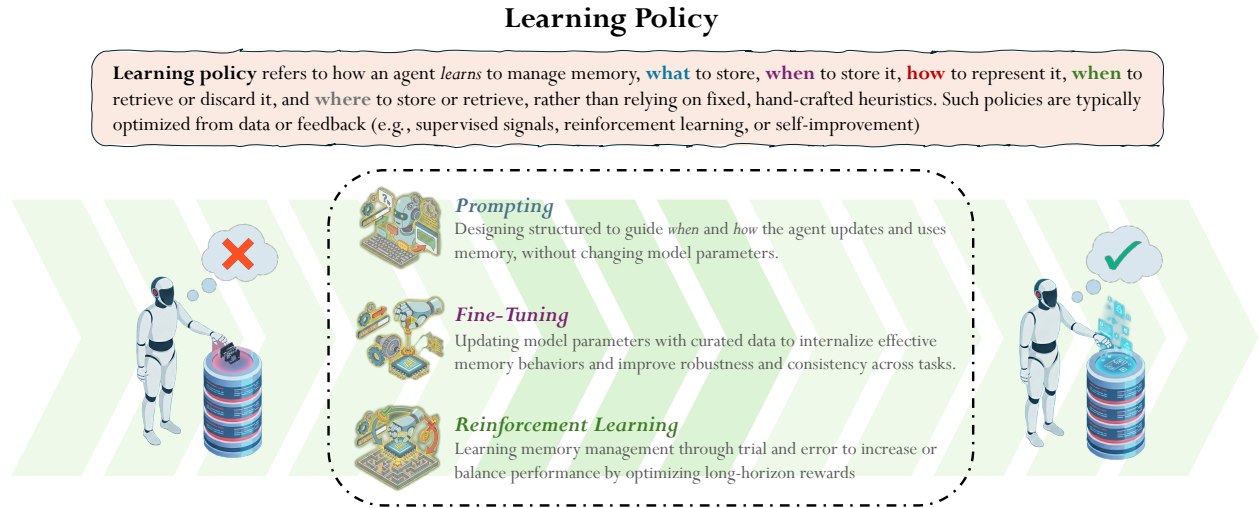 Learning Policy
Learning policy refers to how an agent learns to manage memory, what to store, when to store it, how to represent it, when to
retrieve or discard it, and where to store or retrieve, rather than relying on fixed, hand-crafted heuristics. Such policies are typically
optimized from data or feedback (e.g., supervised signals, reinforcement learning, or self-improvement)
Prompting
Designing structured to guide when and how the agent updates and uses
memory, without changing model parameters.
Fine-Tuning
Updating model parameters with curated data to internalize effective
memory behaviors and improve robustness and consistency across tasks.
Reinforcement Learning
Learning memory management through trial and error to increase or
balance performance by optimizing long-horizon rewards